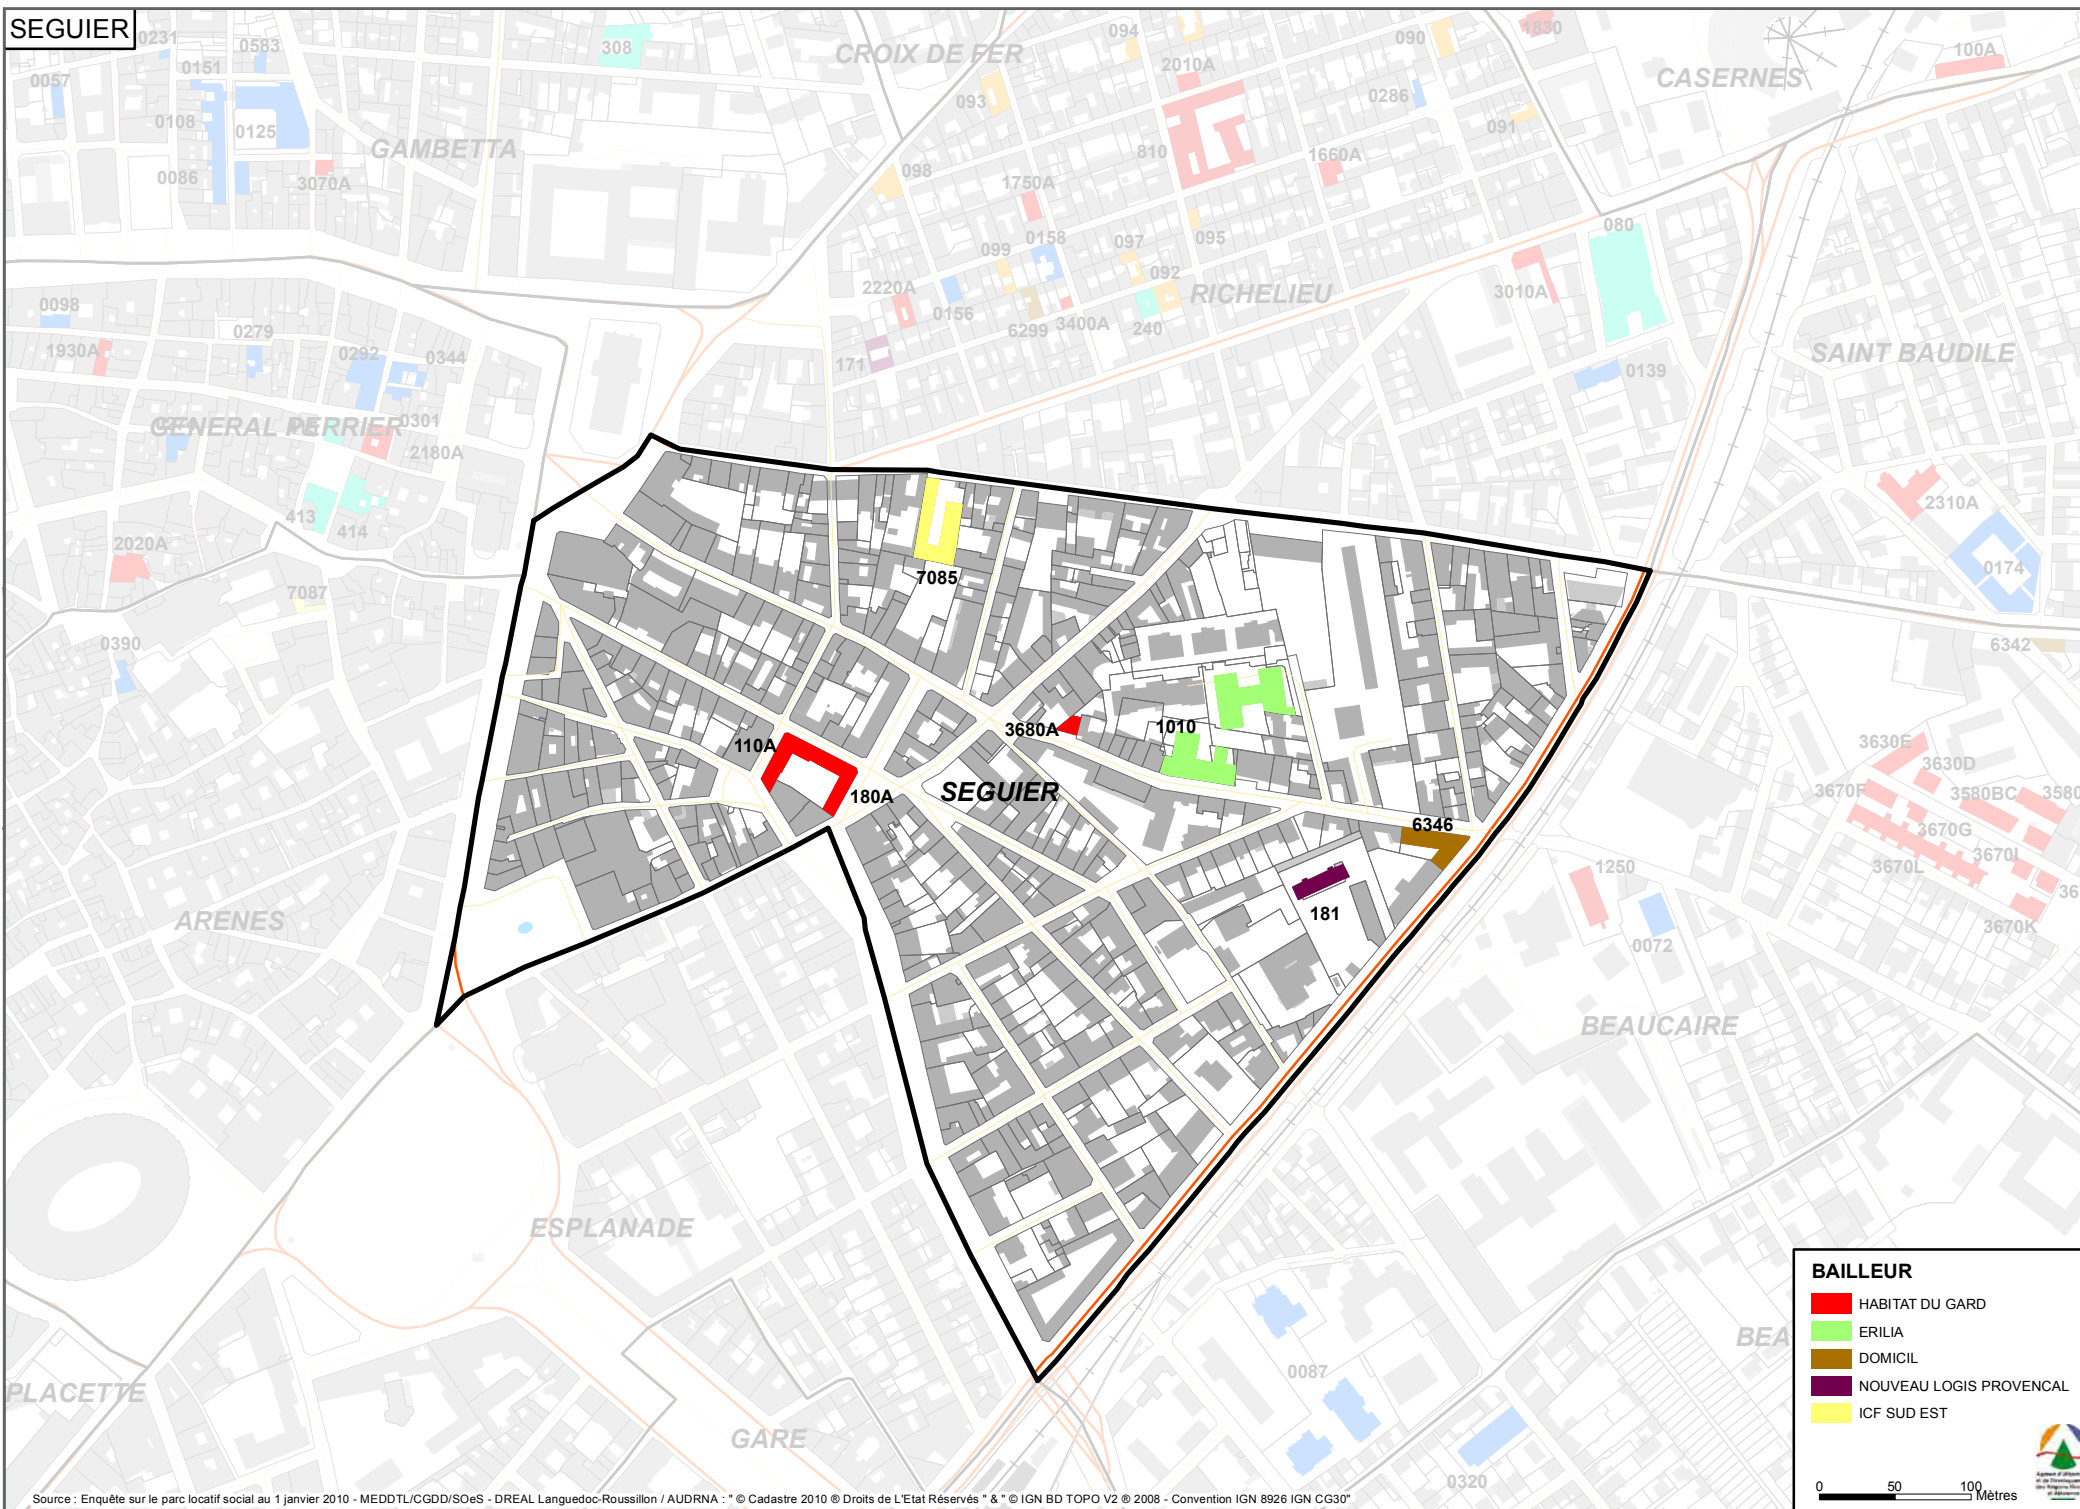 SEGUIER
0231
0583
308
CROIX DE FER
094
090
1830
100A
0057
0151
2010A
CASERNES
093
0286
0108
0125
091
GAMBETTA
810
1660A
0086
3070A
098
1750A
080
099
0158
097
095
092
2220A
RICHELIEU
3010A
0098
0156
6299
3400A
240
0279
1930A
0292
0344
171
SAINT BAUDILE
0139
GENERAL PERRIER
0301
2180A
2310A
413
414
2020A
7085
0174
7087
0390
6342
3680A
1010
110A
3630E
3630D
180A
SEGUIER
3670F
3580BC
3580
6346
3670G
3670L
3670I
1250
181
ARENES
3670K
0072
BEAUCAIRE
ESPLANADE
BAILLEUR
HABITAT DU GARD
ERILIA
DOMICIL
NOUVEAU LOGIS PROVENCAL
ICF SUD EST
BEA
0087
PLACETTE
GARE
0320
0 50 100
Mètres
Source : Enquête sur le parc locatif social au 1 janvier 2010 - MEDDTL/CGDD/SOeS - DREAL Languedoc-Roussillon / AUDRNA : " © Cadastre 2010 ® Droits de L'Etat Réservés " & " © IGN BD TOPO V2 ® 2008 - Convention IGN 8926 IGN CG30"